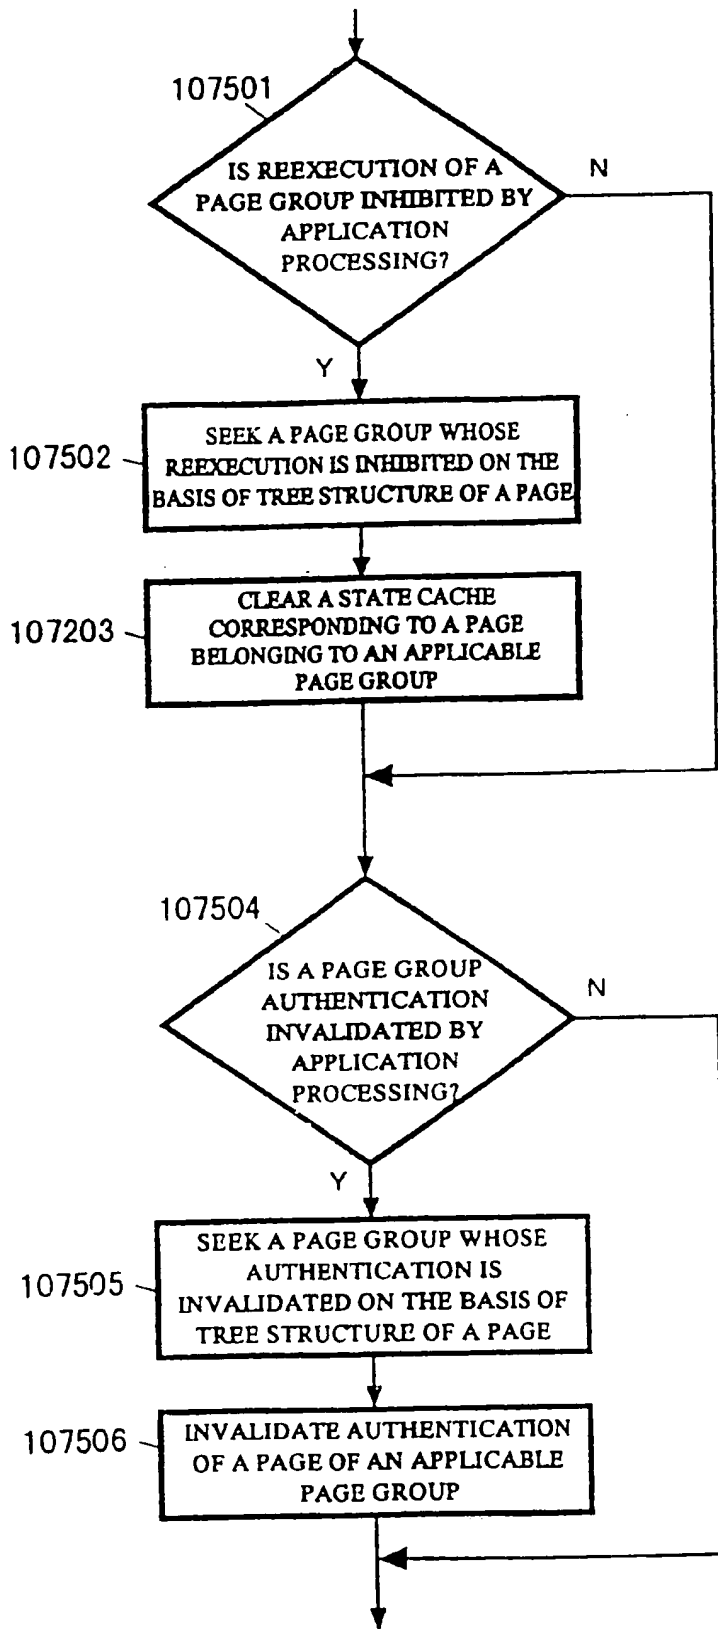 107501
IS REEXECUTION OF A
PAGE GROUP INHIBITED BY
APPLICATION
PROCESSING?
N
Y
107502
SEEK A PAGE GROUP WHOSE
REEXECUTION IS INHIBITED ON THE
BASIS OF TREE STRUCTURE OF A PAGE
107203
CLEAR A STATE CACHE
CORRESPONDING TO A PAGE
BELONGING TO AN APPLICABLE
PAGE GROUP
107504
IS A PAGE GROUP
AUTHENTICATION
INVALIDATED BY
APPLICATION
PROCESSING?
N
Y
107505
SEEK A PAGE GROUP WHOSE
AUTHENTICATION IS
INVALIDATED ON THE BASIS OF
TREE STRUCTURE OF A PAGE
107506
INVALIDATE AUTHENTICATION
OF A PAGE OF AN APPLICABLE
PAGE GROUP